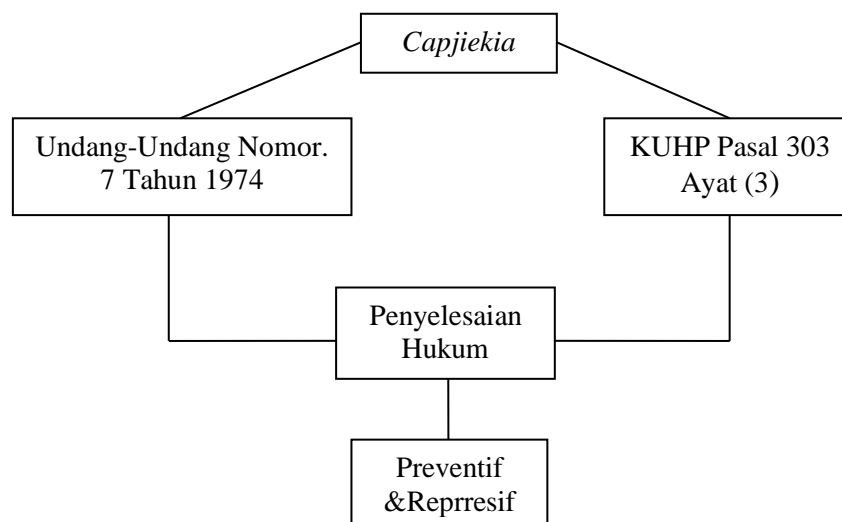 Capjiekia
Undang-Undang Nomor.
7 Tahun 1974
KUHP Pasal 303
Ayat (3)
Penyelesaian
Hukum
Preventif
&Reprresif